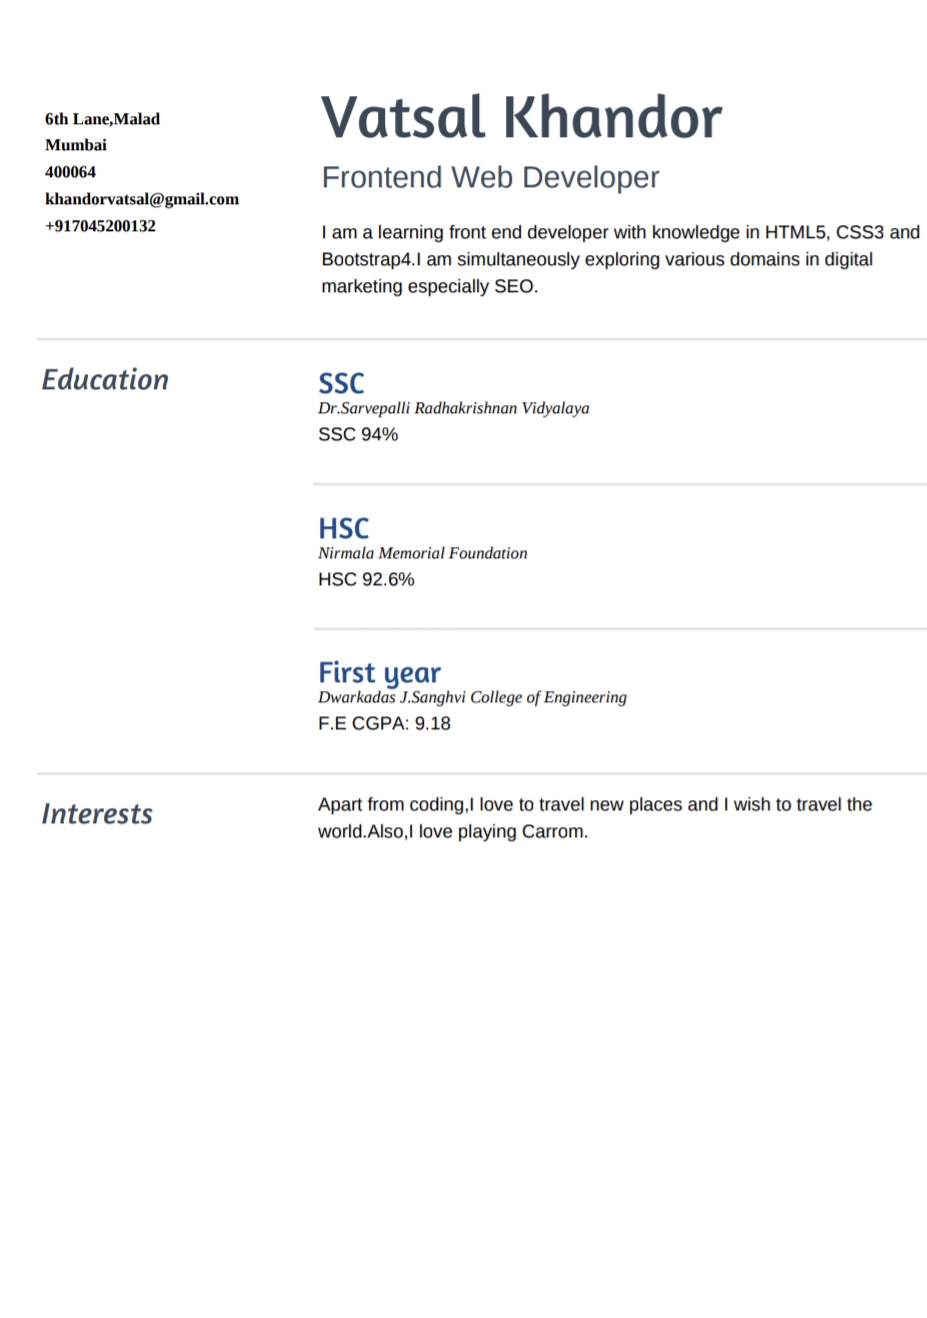 6th Lane,Malad
Mumbai
400064
khandorvatsal@gmail.com
+917045200132
Vatsal Khandor
Frontend Web Developer
I am a learning front end developer with knowledge in HTML5, CSS3 and
Bootstrap4.I am simultaneously exploring various domains in digital
marketing especially SEO.
Education
SSC
Dr.Sarvepalli Radhakrishnan Vidyalaya
SSC 94%
HSC
Nirmala Memorial Foundation
HSC 92.6%
First year
Dwarkadas J.Sanghvi College of Engineering
F.E CGPA: 9.18
Interests
Apart from coding,I love to travel new places and I wish to travel the
world.Also,I love playing Carrom.